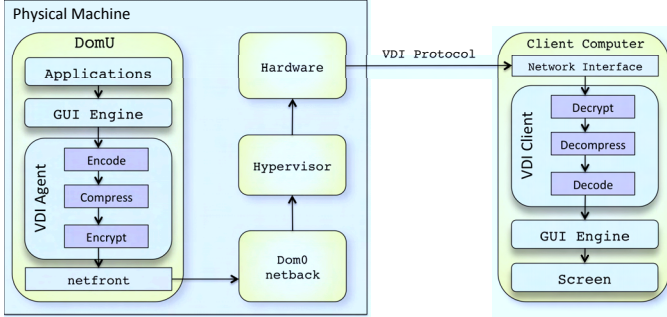 Physical Machine
DomU
Applications
GUI Engine
VDI Agent
Encode
Compress
Encrypt
netfront
Hardware
Hypervisor
Dom0
netback
VDI Protocol
Client Computer
Network Interface
VDI Client
Decrypt
Decompress
Decode
GUI Engine
Screen